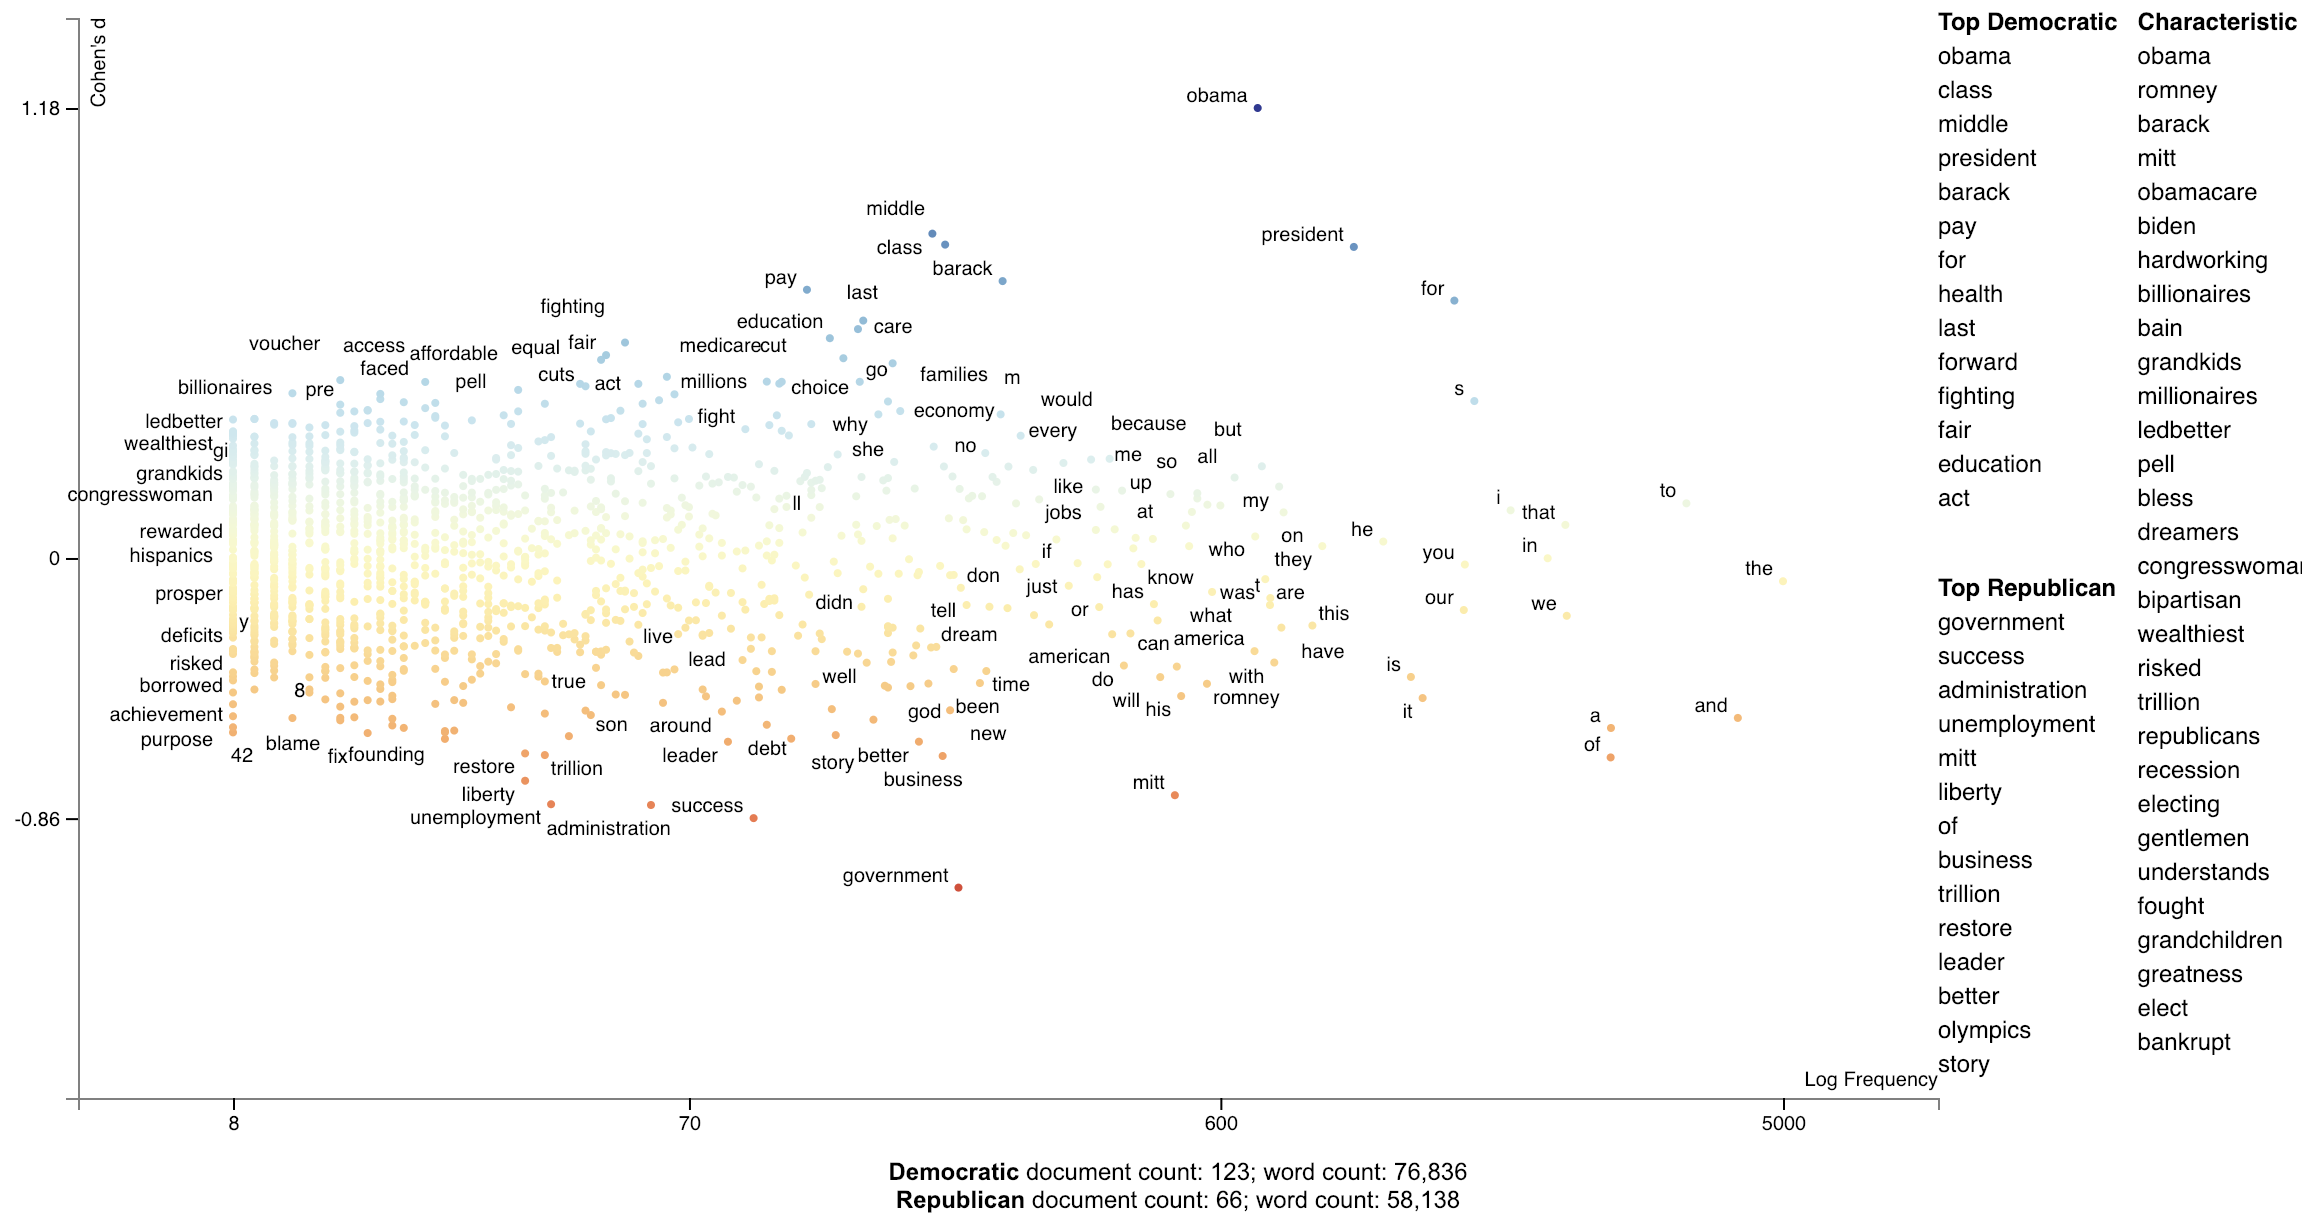 Cohen's d
1.18
0
-0.86
obama
middle
class
president
barack
pay
last
for
fighting
education
care
voucher
access
affordable
equal
fair
medicare
cut
faced
go
billionaires
pre
pell
cuts
act
millions
choice
families
m
s
would
ledbetter
fight
economy
why
every
because
but
wealthiest
gi
she
no
me
so
all
grandkids
congresswoman
ll
like
up
my
i
to
jobs
at
that
rewarded
hispanics
if
who
on
they
he
you
in
the
don
know
prosper
didn
just
has
was
t
are
our
we
y
tell
or
what
this
deficits
live
dream
can
america
risked
lead
american
have
is
borrowed
8
true
well
time
do
with
romney
achievement
son
around
god
been
will
his
it
a
and
purpose
42
blame
fix
founding
leader
debt
new
of
restore
trillion
story
better
business
mitt
liberty
unemployment
administration
success
government
Log Frequency
8
70
600
5000
Top Democratic
obama
class
middle
president
barack
pay
for
health
last
forward
fighting
fair
education
act
Top Republican
government
success
administration
unemployment
mitt
liberty
of
business
trillion
restore
leader
better
olympics
story
Characteristic
obama
romney
barack
mitt
obamacare
biden
hardworking
billionaires
bain
grandkids
millionaires
ledbetter
pell
bless
dreamers
congresswoma
bipartisan
wealthiest
risked
trillion
republicans
recession
electing
gentlemen
understands
fought
grandchildren
greatness
elect
bankrupt
Democratic document count: 123; word count: 76,836
Republican document count: 66; word count: 58,138